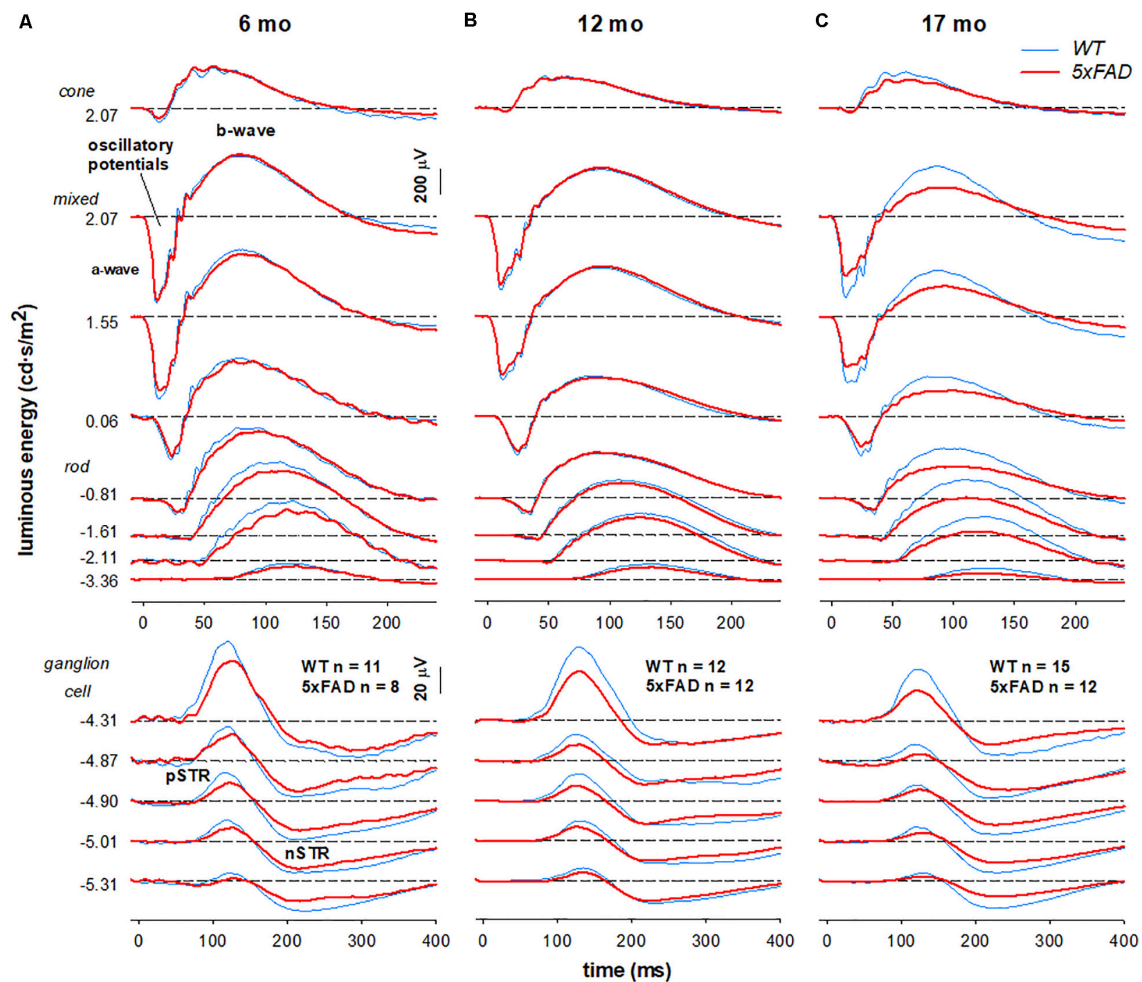 A 6 mo B 12 mo C 17 mo
WT
5xFAD
cone
2.07
b-wave
oscillatory
potentials
200 µV
mixed
2.07
a-wave
1.55
0.06
rod
-0.81
-1.61
-2.11
-3.36
luminous energy (cd·s/m²)
0 50 100 150 200 0 50 100 150 200 0 50 100 150 200
ganglion
cell
WT n = 11
5xFAD n = 8
20 µV
WT n = 12
5xFAD n = 12
WT n = 15
5xFAD n = 12
-4.31
-4.87
pSTR
-4.90
-5.01
nSTR
-5.31
0 100 200 300 400 0 100 200 300 400 0 100 200 300 400
time (ms)